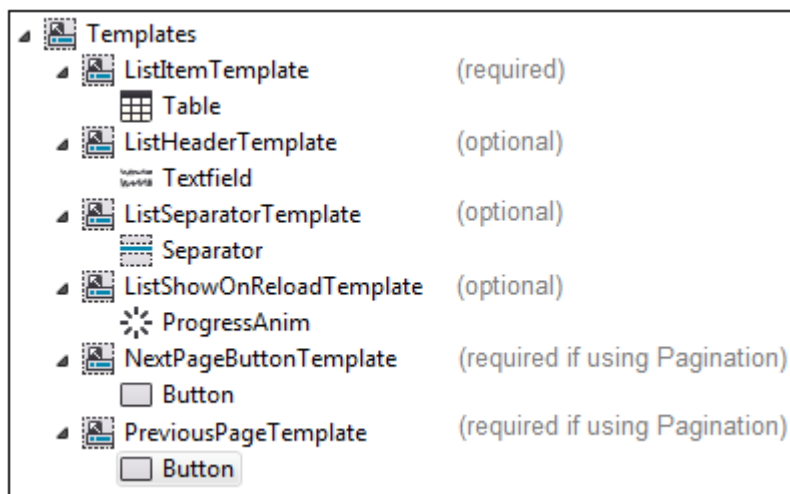 Templates
ListItemTemplate (required)
Table
ListHeaderTemplate (optional)
Textfield
ListSeparatorTemplate (optional)
Separator
ListShowOnReloadTemplate (optional)
ProgressAnim
NextPageButtonTemplate (required if using Pagination)
Button
PreviousPageTemplate (required if using Pagination)
Button